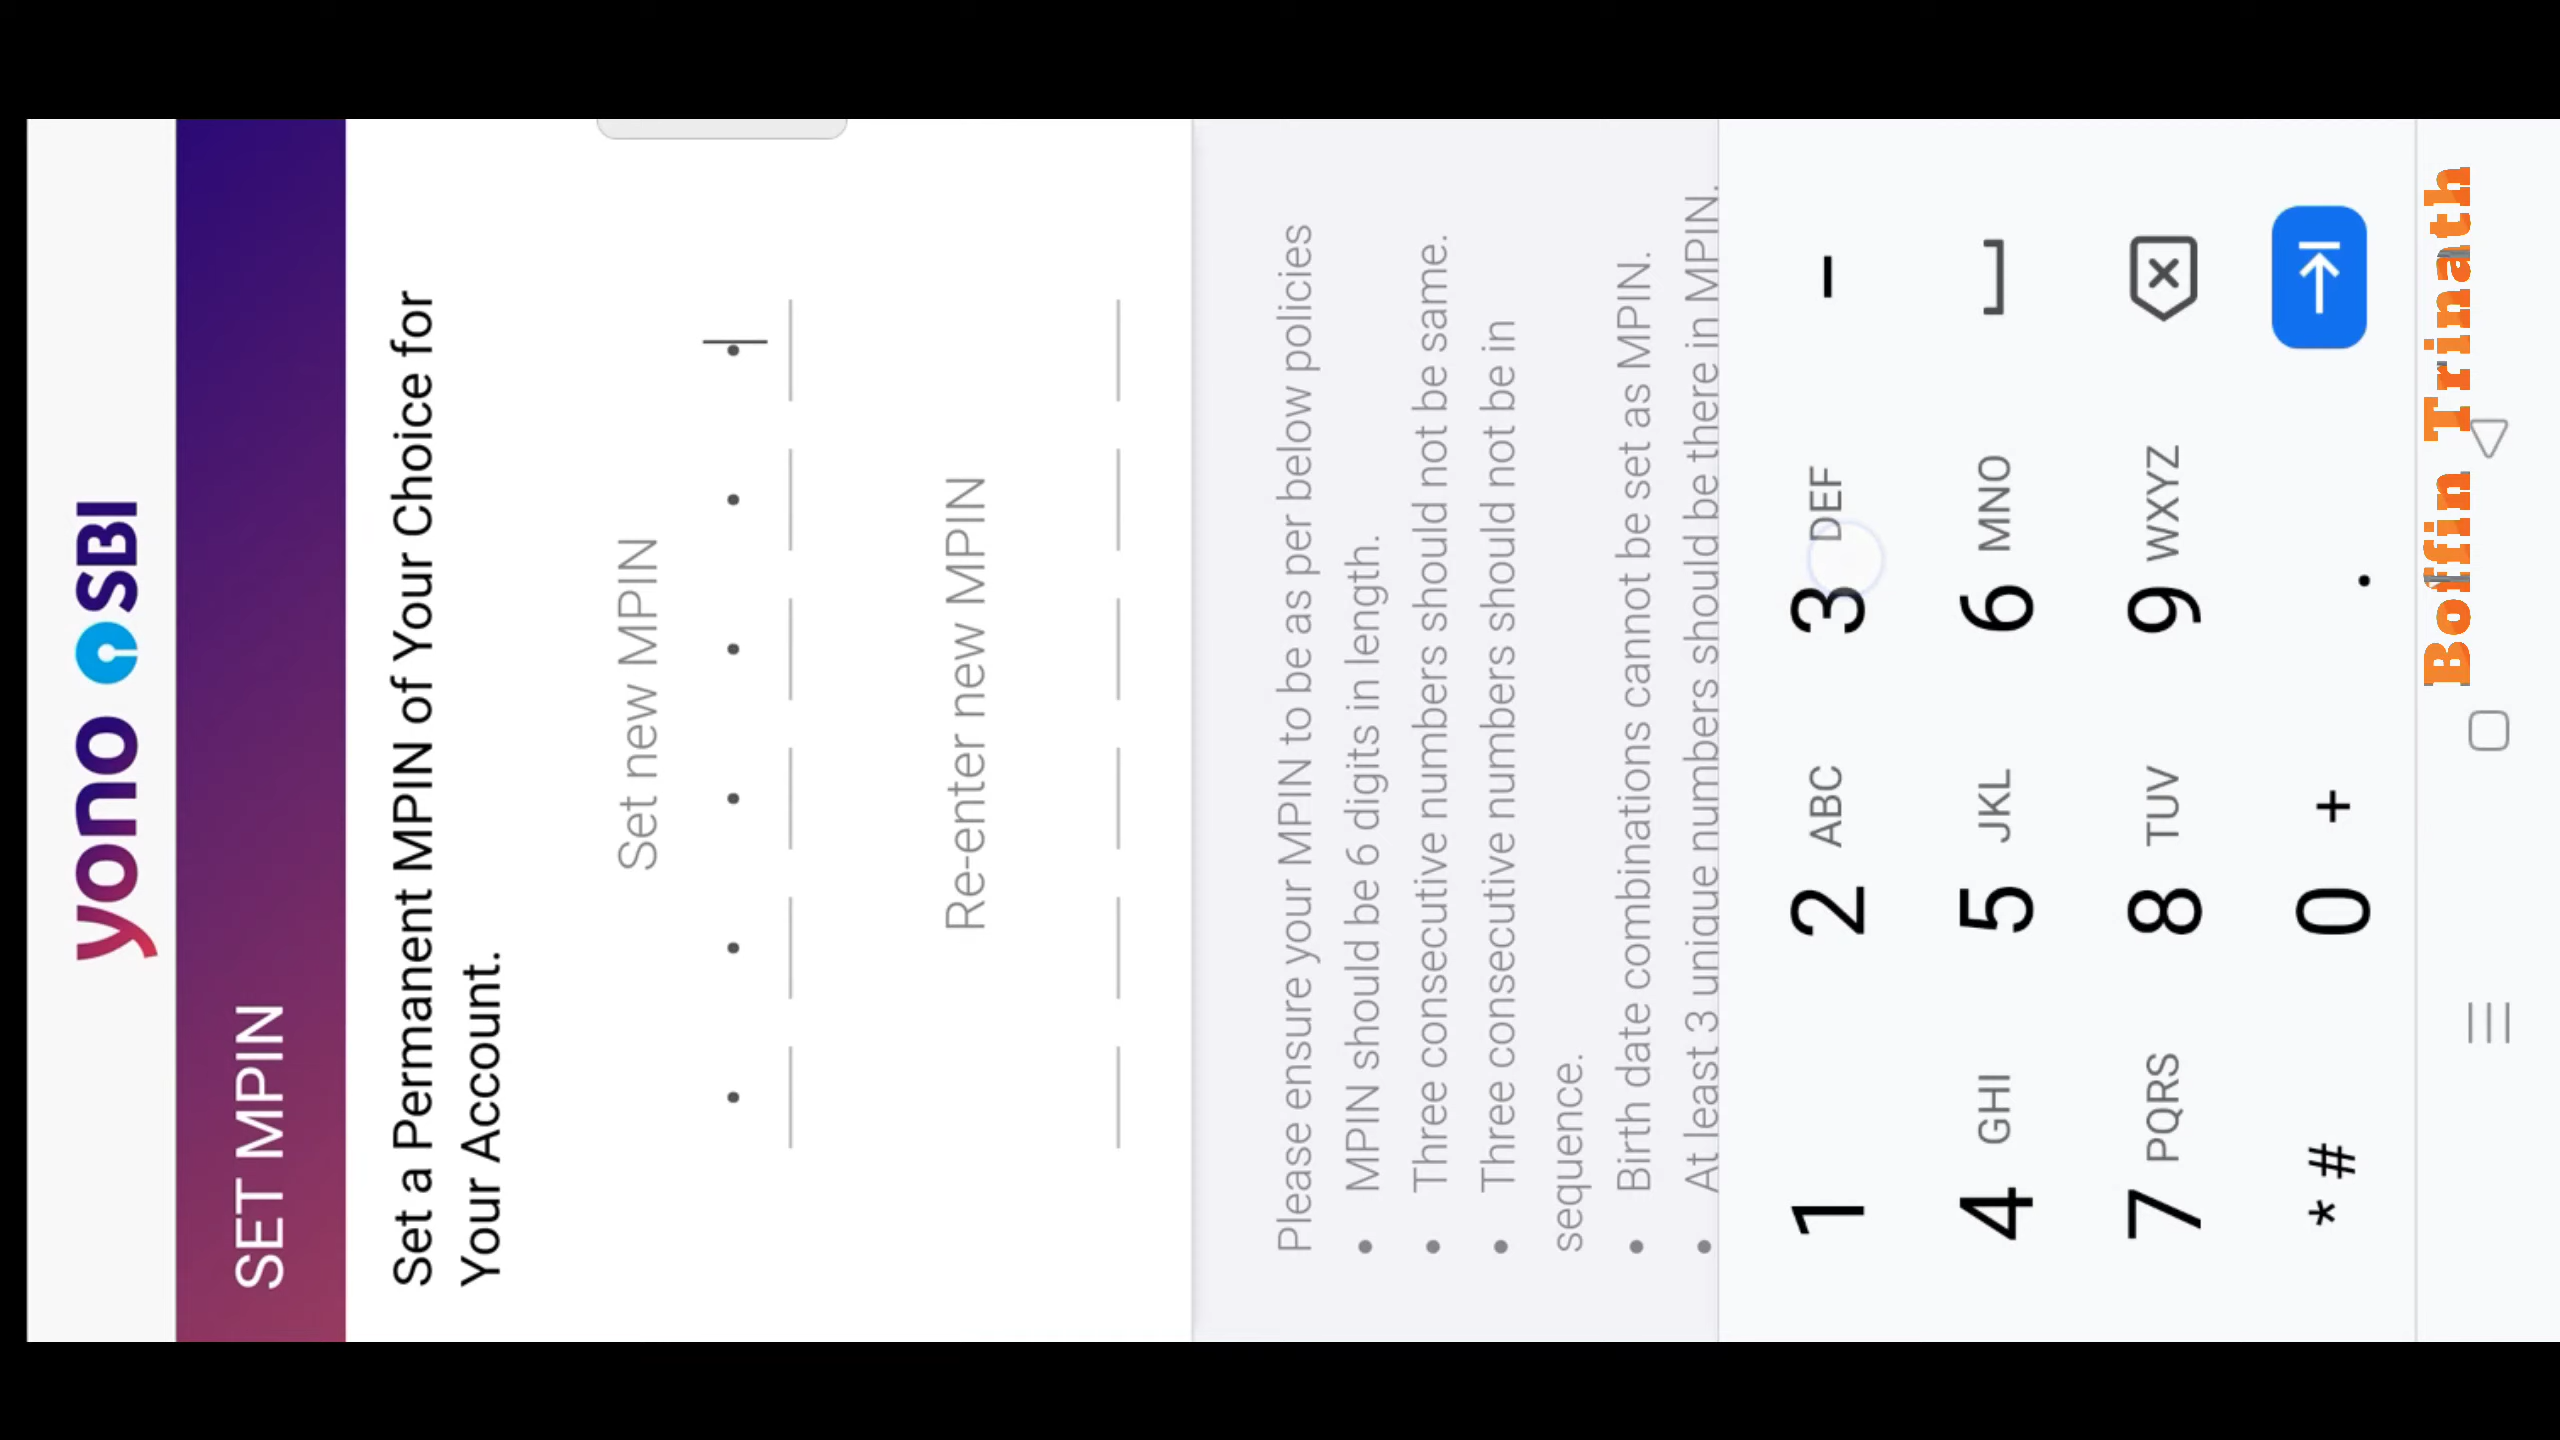 yono SBI
SET MPIN
Set a Permanent MPIN of Your Choice for
Your Account.
Set new MPIN
Re-enter new MPIN
Please ensure your MPIN to be as per below policies
• MPIN should be 6 digits in length.
• Three consecutive numbers should not be same.
• Three consecutive numbers should not be in
sequence.
• Birth date combinations cannot be set as MPIN.
• At least 3 unique numbers should be there in MPIN.
1 2 ABC 3 DEF -
4 GHI 5 JKL 6 MNO
7 PQRS 8 TUV 9 WXYZ
* # 0 + .
Boffin Trinath